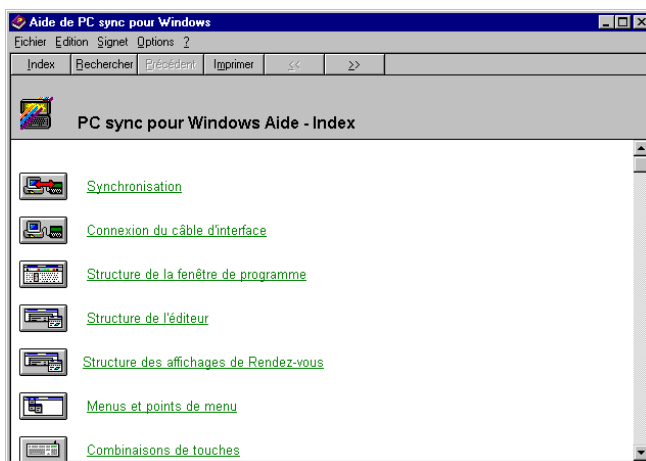 Aide de PC sync pour Windows
Fichier Edition Signet Options ?
Index Rechercher Précédent Imprimer << >>
PC sync pour Windows Aide - Index
Synchronisation
Connexion du câble d'interface
Structure de la fenêtre de programme
Structure de l'éditeur
Structure des affichages de Rendez-vous
Menus et points de menu
Combinaisons de touches